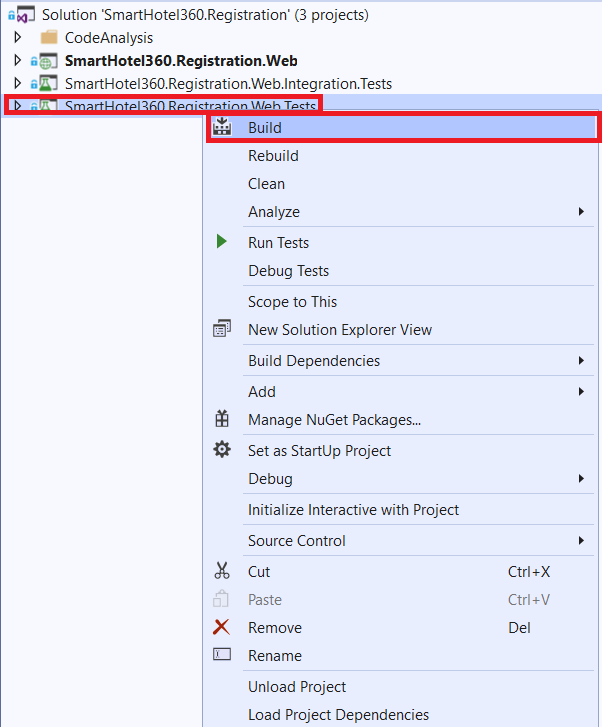 Solution 'SmartHotel360.Registration' (3 projects)
CodeAnalysis
SmartHotel360.Registration.Web
SmartHotel360.Registration.Web.Integration.Tests
SmartHotel360.Registration.Web.Tests
Build
Rebuild
Clean
Analyze
Run Tests
Debug Tests
Scope to This
New Solution Explorer View
Build Dependencies
Add
Manage NuGet Packages...
Set as StartUp Project
Debug
Initialize Interactive with Project
Source Control
Cut Ctrl+X
Paste Ctrl+V
Remove Del
Rename
Unload Project
Load Project Dependencies